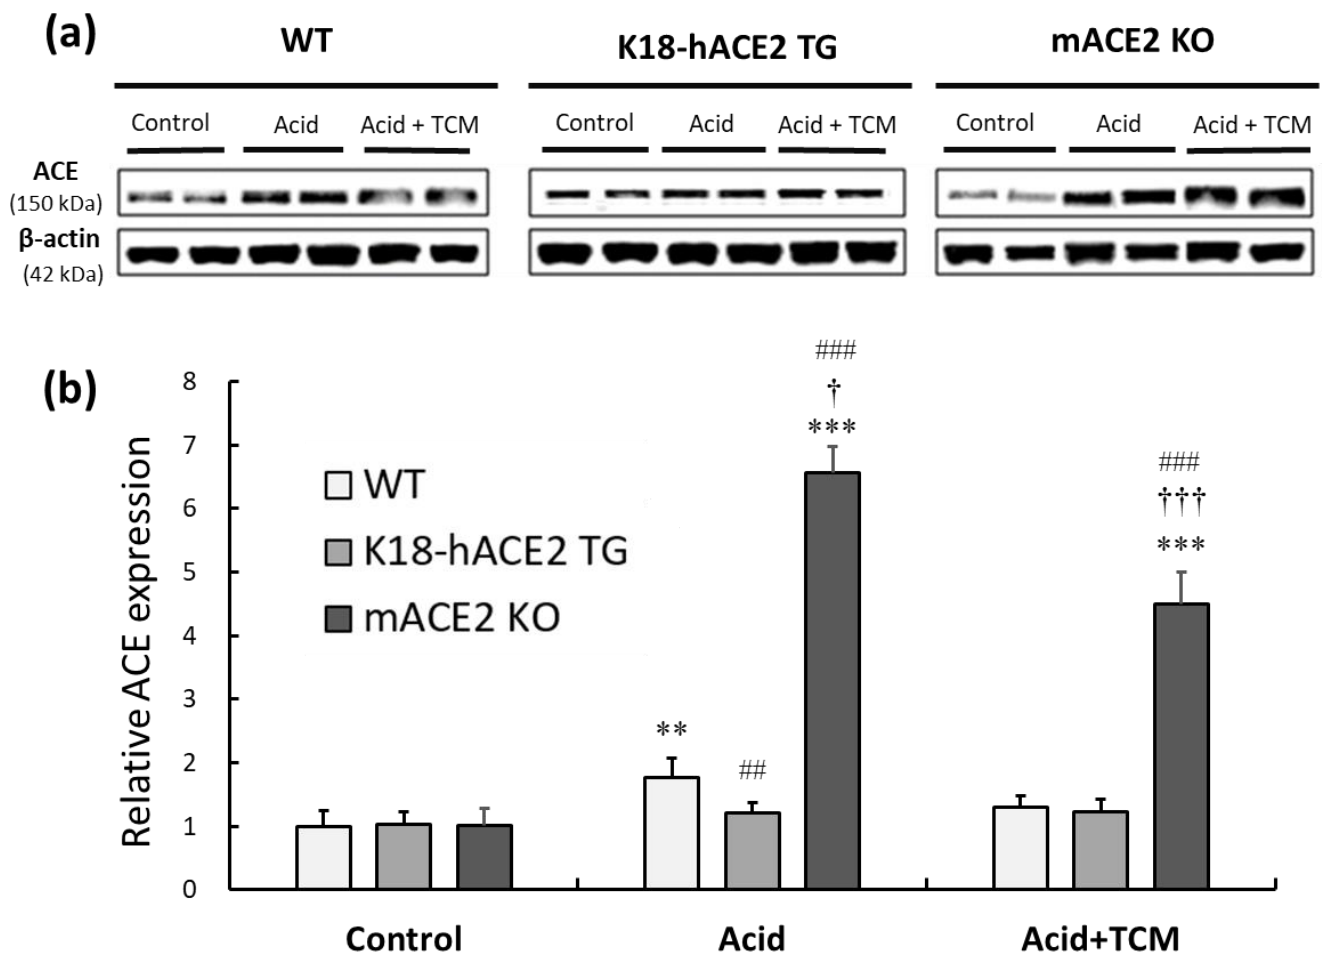 (a)
WT
K18-hACE2 TG
mACE2 KO
Control Acid Acid + TCM
Control Acid Acid + TCM
Control Acid Acid + TCM
ACE
(150 kDa)
β-actin
(42 kDa)
(b)
Relative ACE expression
8
7
6
5
4
3
2
1
0
WT
K18-hACE2 TG
mACE2 KO
**
##
###
†
***
###
†††
***
Control
Acid
Acid+TCM